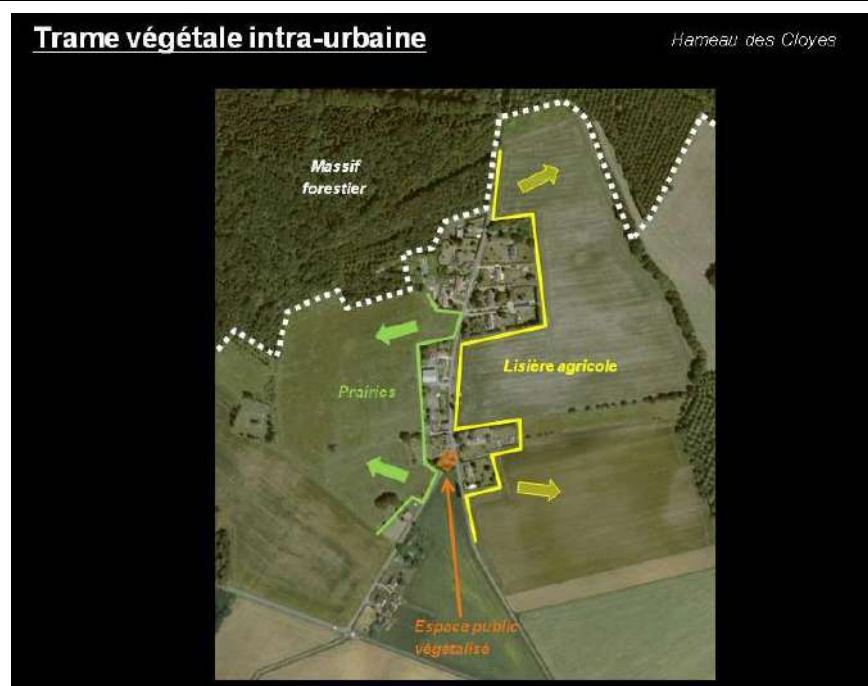 Trame végétale intra-urbaine
Hameau des Cloyes
Massif
forestier
Lisière agricole
Prairies
Espace public
végétalisé